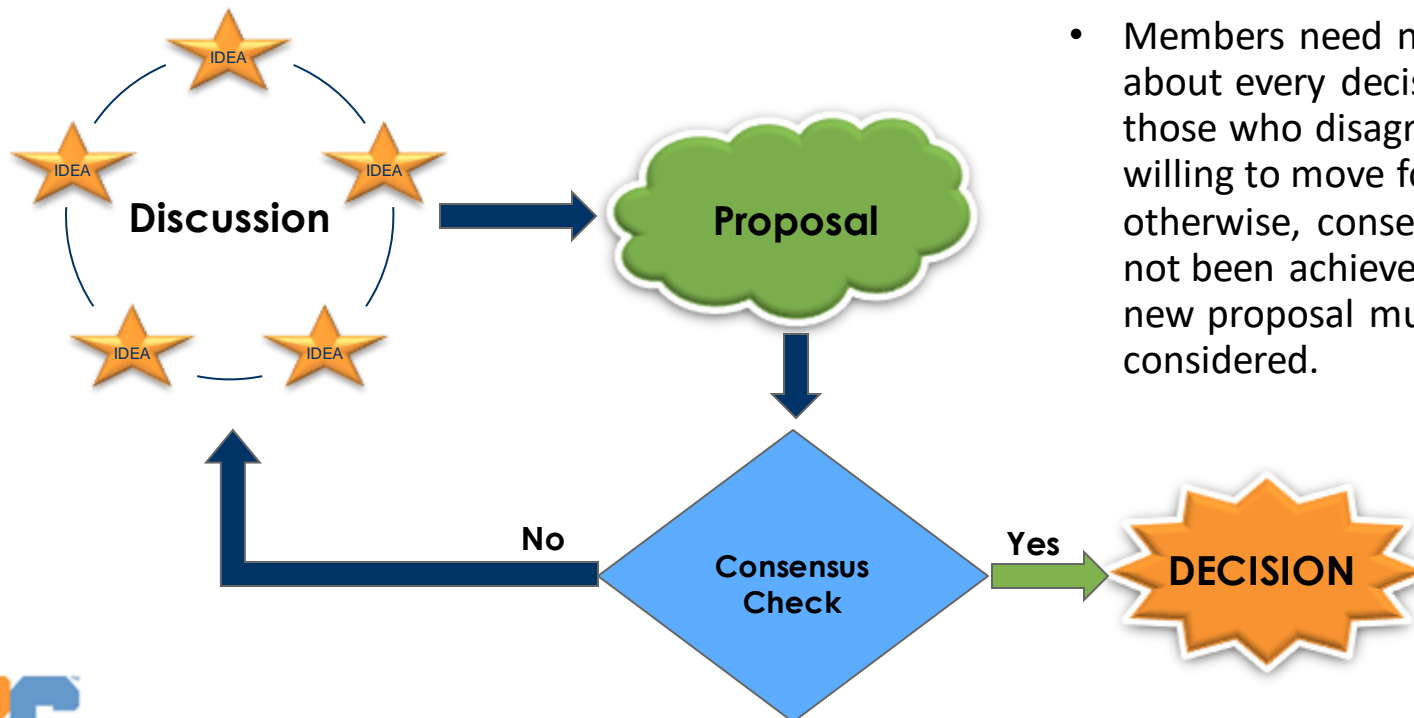 IDEA
IDEA
IDEA
Discussion
IDEA
IDEA
Proposal
• Members need
about every
those who
willing to move
otherwise,
not been
new proposal
considered.
No
Consensus
Check
Yes
DECISION